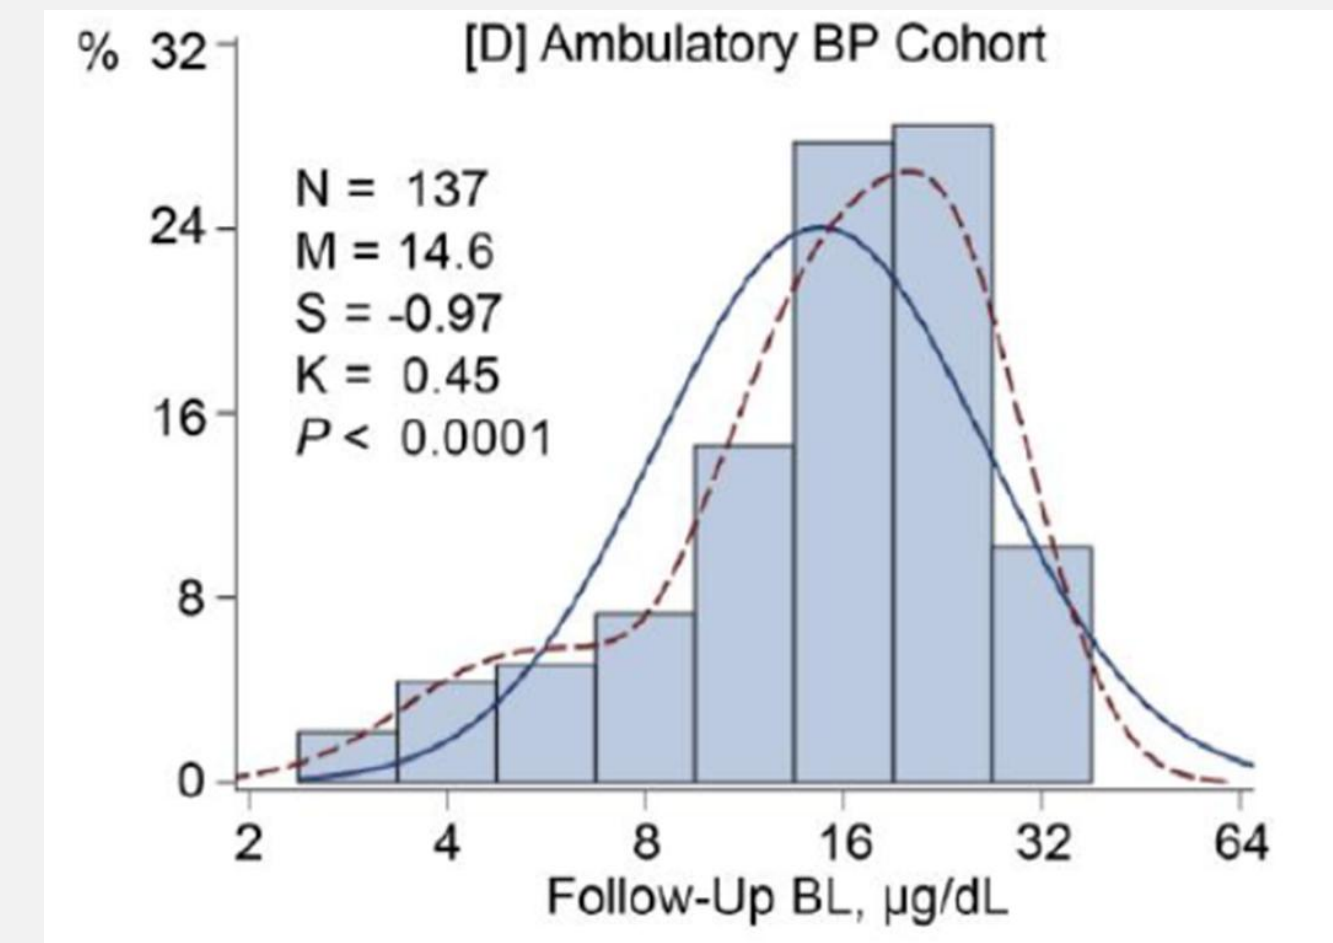 [D] Ambulatory BP Cohort
% 32
24
16
8
0
N = 137
M = 14.6
S = -0.97
K = 0.45
P < 0.0001
2 4 8 16 32 64
Follow-Up BL, µg/dL